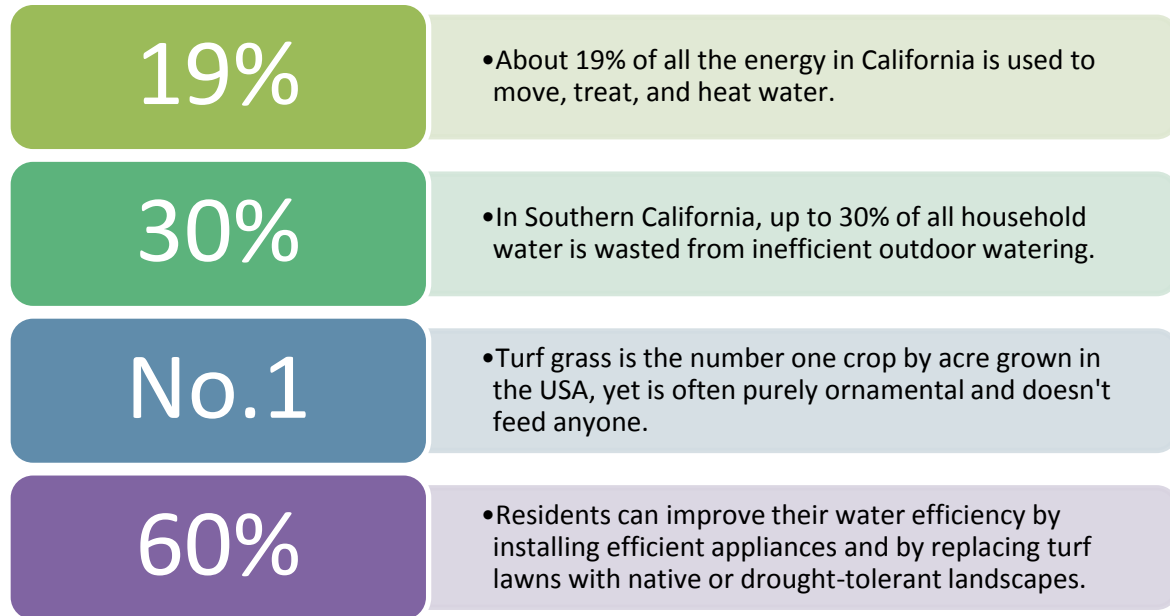 19%
•About 19% of all the energy in California is used to
move, treat, and heat water.
30%
•In Southern California, up to 30% of all household
water is wasted from inefficient outdoor watering.
No.1
•Turf grass is the number one crop by acre grown in
the USA, yet is often purely ornamental and doesn't
feed anyone.
60%
•Residents can improve their water efficiency by
installing efficient appliances and by replacing turf
lawns with native or drought-tolerant landscapes.